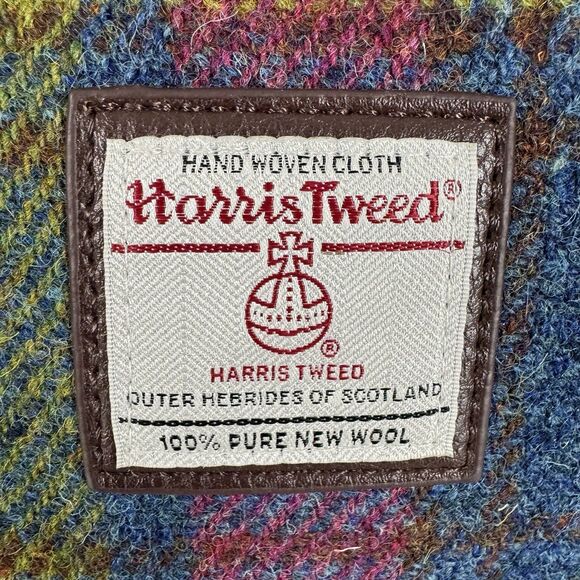 HAND WOVEN CLOTH
Harris Tweed®
®
HARRIS TWEED
OUTER HEBRIDES OF SCOTLAND
100% PURE NEW WOOL